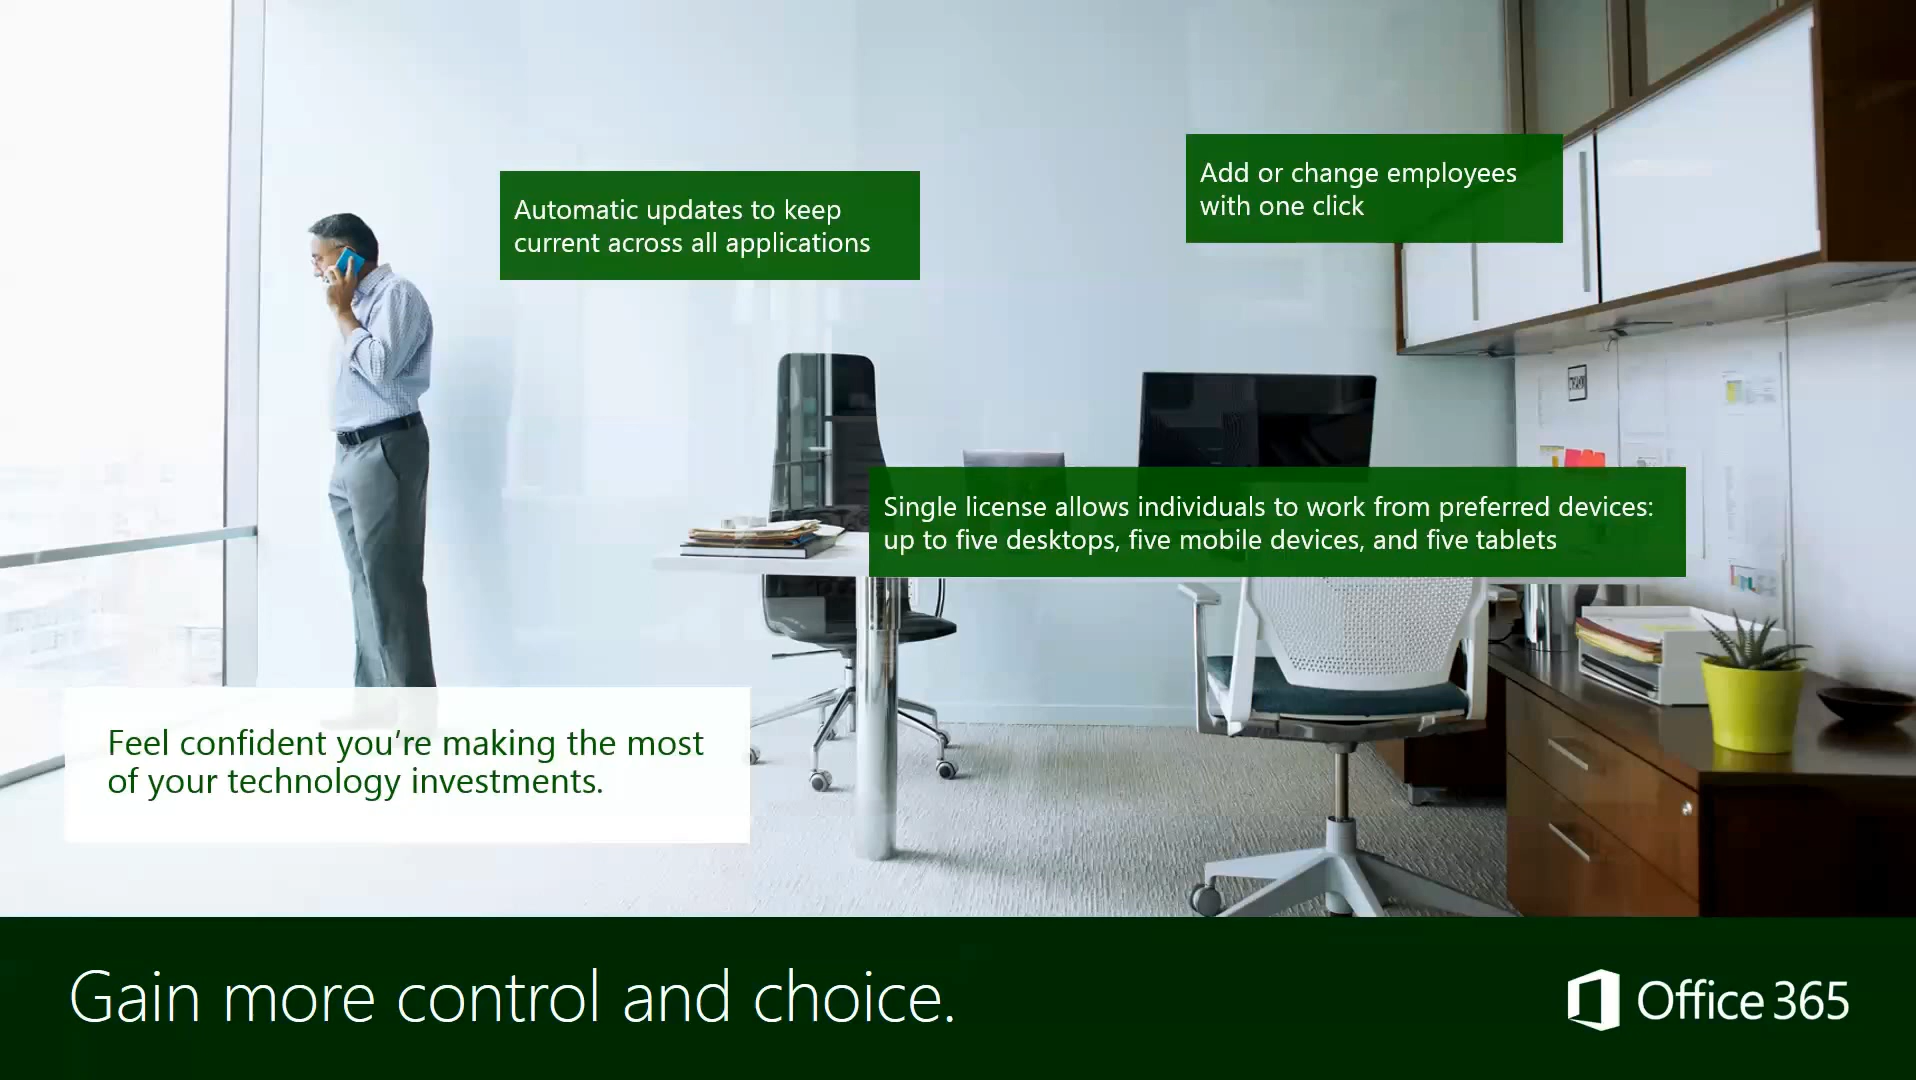 Add or change employees
with one click
Automatic updates to keep
current across all applications
Single license allows individuals to work from preferred devices:
up to five desktops, five mobile devices, and five tablets
Feel confident you’re making the most
of your technology investments.
Gain more control and choice.
Office 365